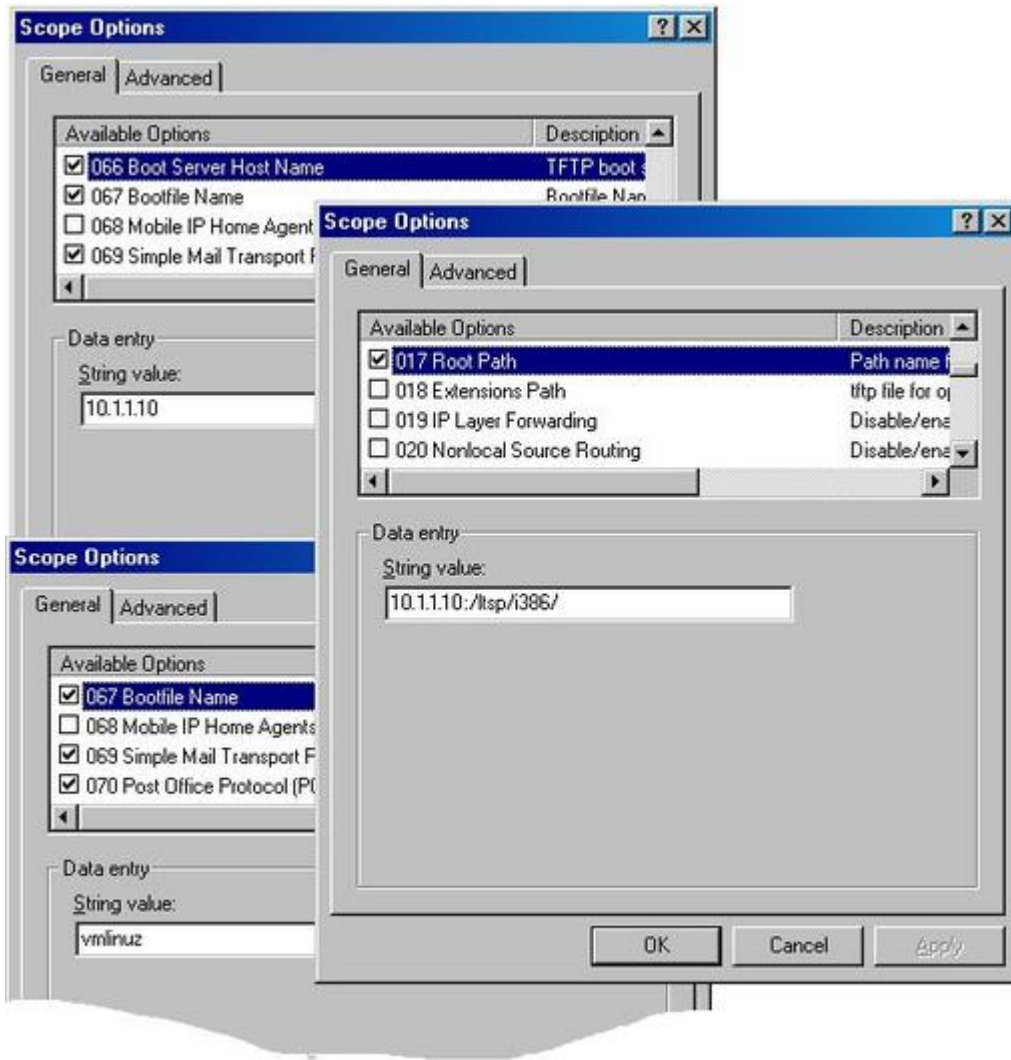 Scope Options
General Advanced
Available Options Description
066 Boot Server Host Name TFTP boot
067 Bootfile Name Bootfile
068 Mobile IP Home Agent
069 Simple Mail Transport
Data entry
String value:
10.1.1.10
Scope Options
General Advanced
Available Options Description
017 Root Path Path name
018 Extensions Path tftp file for
019 IP Layer Forwarding Disable/ena
020 Nonlocal Source Routing Disable/ena
Data entry
String value:
10.1.1.10:/ltsp/i386/
OK Cancel Apply
Scope Options
General Advanced
Available Options
067 Bootfile Name
068 Mobile IP Home Agents
069 Simple Mail Transport
070 Post Office Protocol
Data entry
String value:
vmlinuz